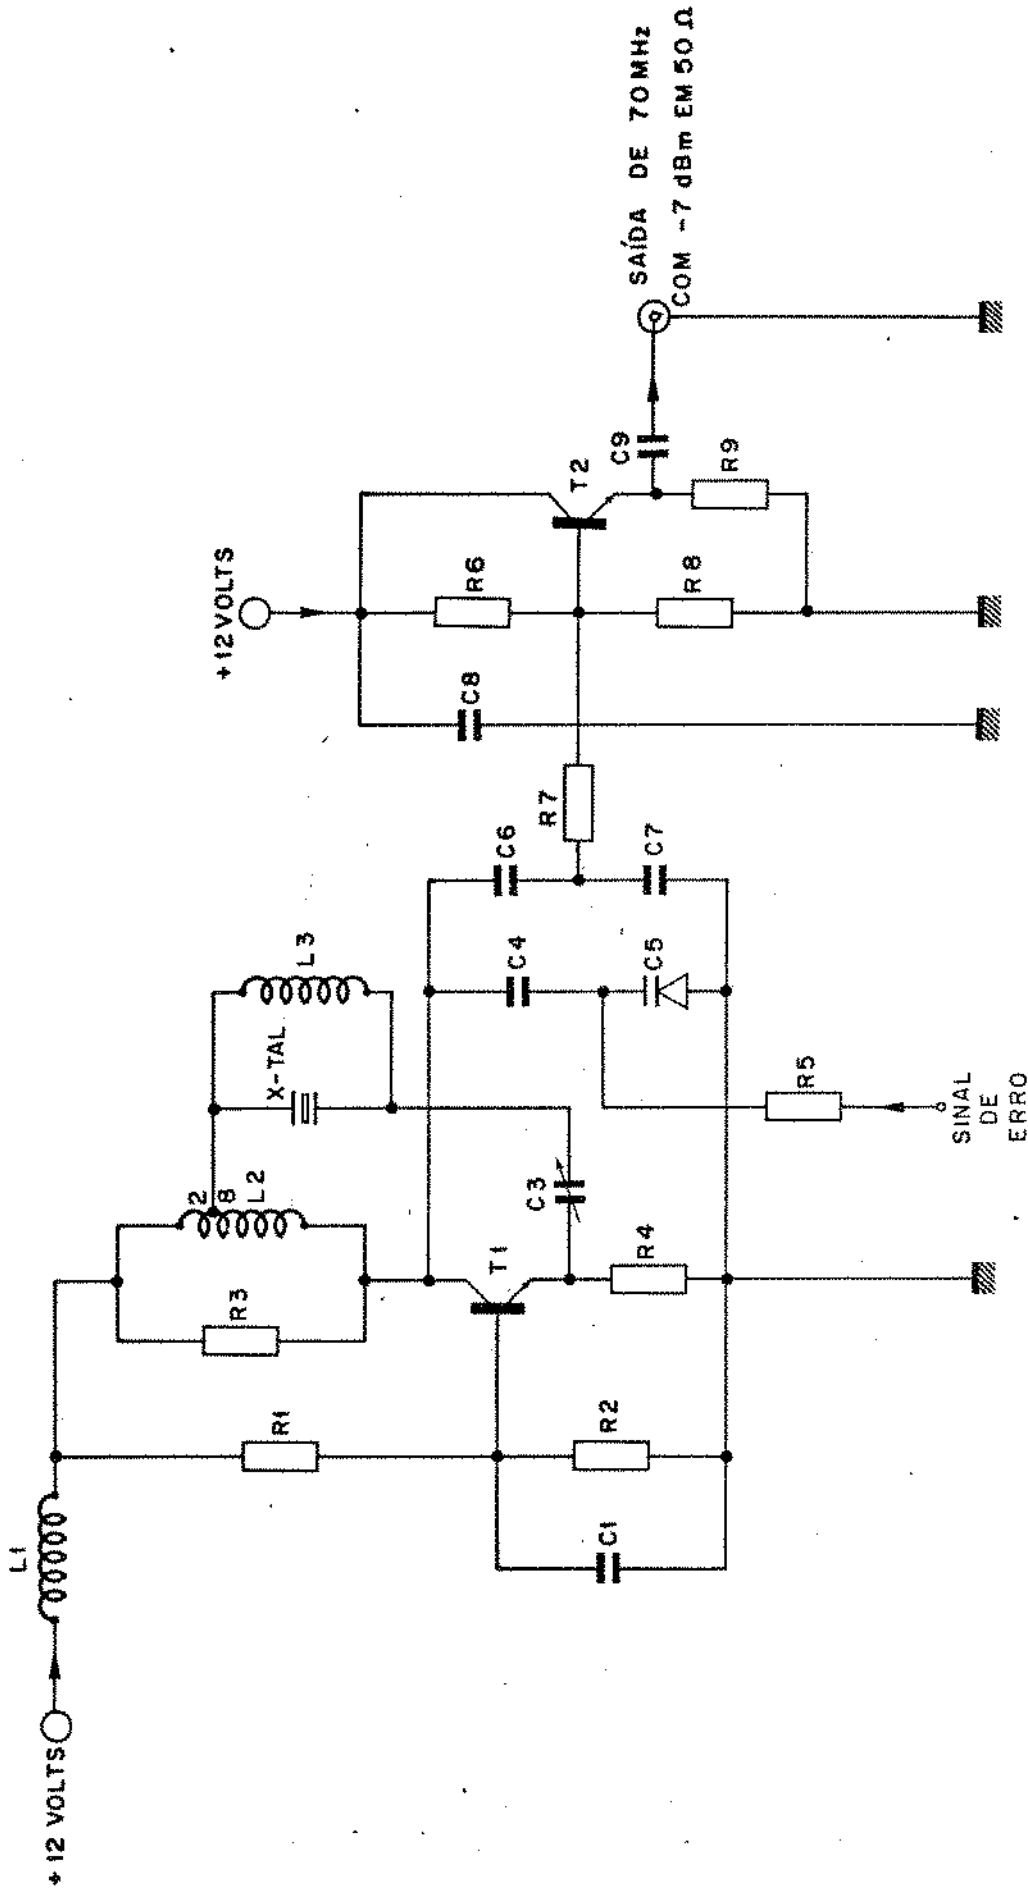 +12 VOLTS
L1
R1
R3
2
8
L2
X-TAL
L3
C1
R2
T1
R4
C3
C4
C5
C6
C7
R5
SINAL
DE
ERRO
R7
+12 VOLTS
C8
R6
R8
T2
C9
R9
SAÍDA DE 70MHz
COM -7 dBm EM 50 Ω